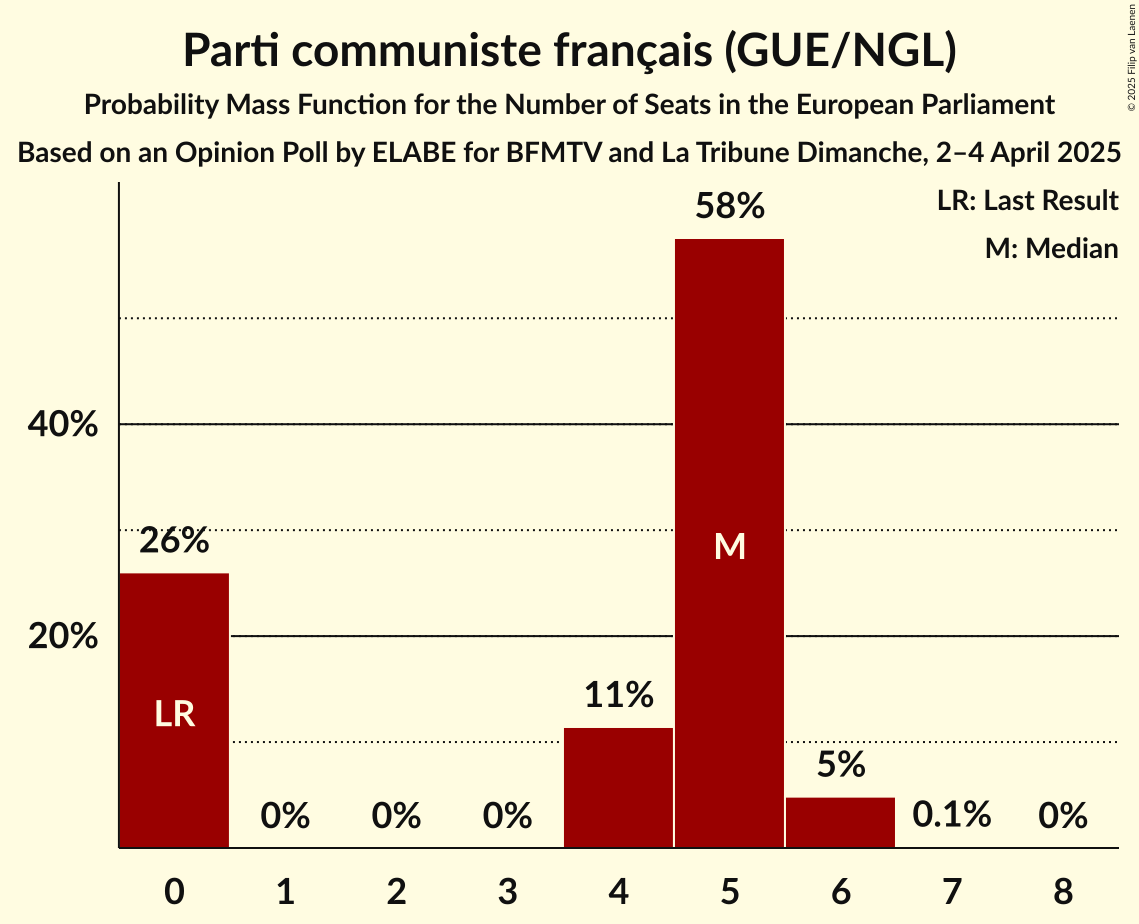 Parti communiste français (GUE/NGL)
Probability Mass Function for the Number of Seats in the European Parliament
Based on an Opinion Poll by ELABE for BFMTV and La Tribune Dimanche, 2–4 April 2025
© 2025 Filip van Laenen
LR: Last Result
M: Median
58%
40%
26%
M
20%
11%
LR
5%
0%
0%
0%
0.1%
0%
0 1 2 3 4 5 6 7 8